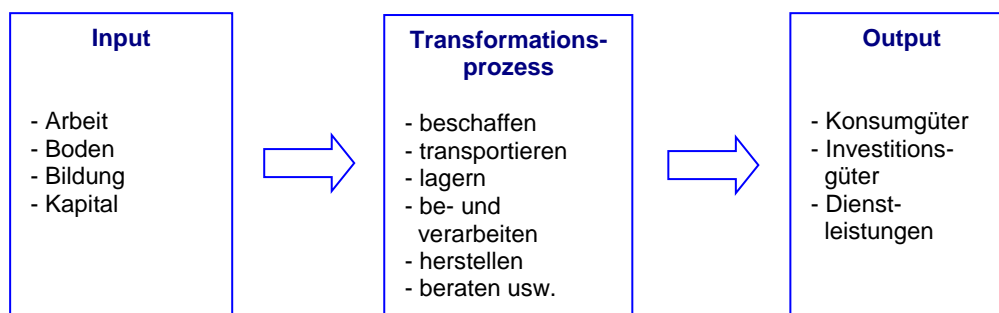 Input
- Arbeit
- Boden
- Bildung
- Kapital
Transformations-
prozess
- beschaffen
- transportieren
- lagern
- be- und
verarbeiten
- herstellen
- beraten usw.
Output
- Konsumgüter
- Investitions-
güter
- Dienst-
leistungen